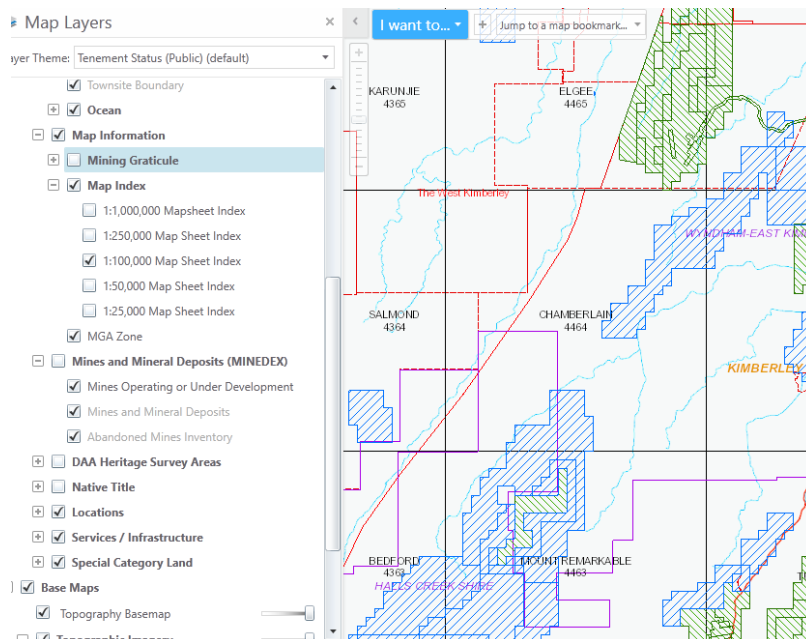 Map Layers
ayer Theme: Tenement Status (Public) (default)
Townsite Boundary
Ocean
Map Information
Mining Graticule
Map Index
1:1,000,000 Mapsheet Index
1:250,000 Map Sheet Index
1:100,000 Map Sheet Index
1:50,000 Map Sheet Index
1:25,000 Map Sheet Index
MGA Zone
Mines and Mineral Deposits (MINEDEX)
Mines Operating or Under Development
Mines and Mineral Deposits
Abandoned Mines Inventory
DAA Heritage Survey Areas
Native Title
Locations
Services / Infrastructure
Special Category Land
Base Maps
Topography Basemap
Topographic Imagery
I want to...
Jump to a map bookmark...
KARUNJIE
4365
ELGEE
4465
The West Kimberley
WYNDHAM-EAST KIM
SALMOND
4364
CHAMBERLAIN
4464
KIMBERLEY
BEDFORD
4363
HALLS CREEK SHIRE
MOUNT REMARKABLE
4463